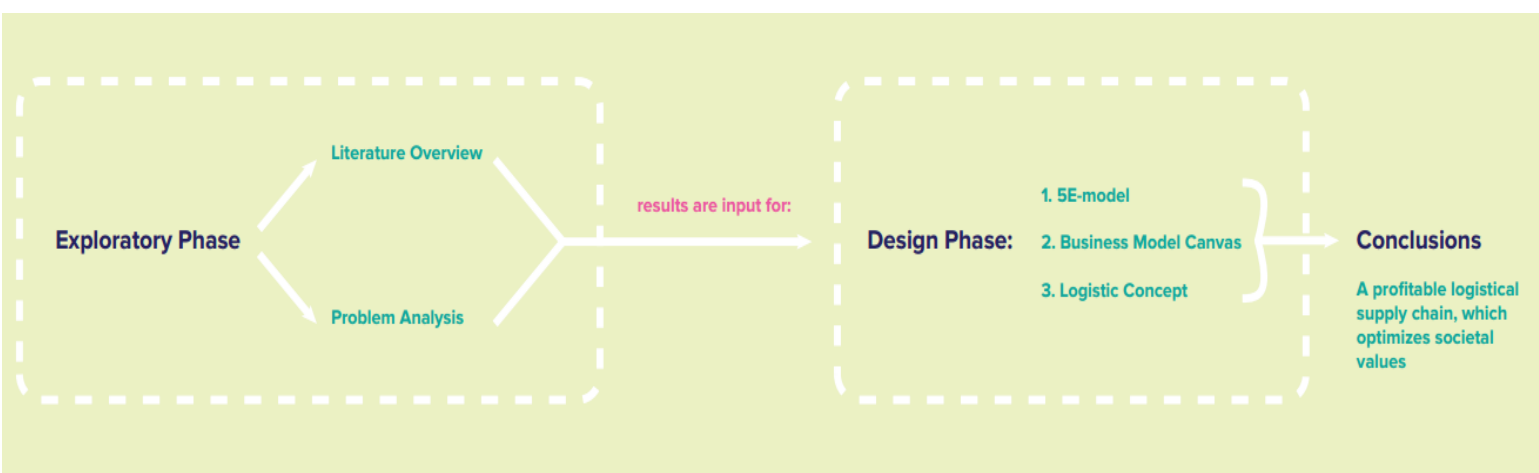 Exploratory Phase
Literature Overview
Problem Analysis
results are input for:
Design Phase:
1. 5E-model
2. Business Model Canvas
3. Logistic Concept
Conclusions
A profitable logistical
supply chain, which
optimizes societal
values